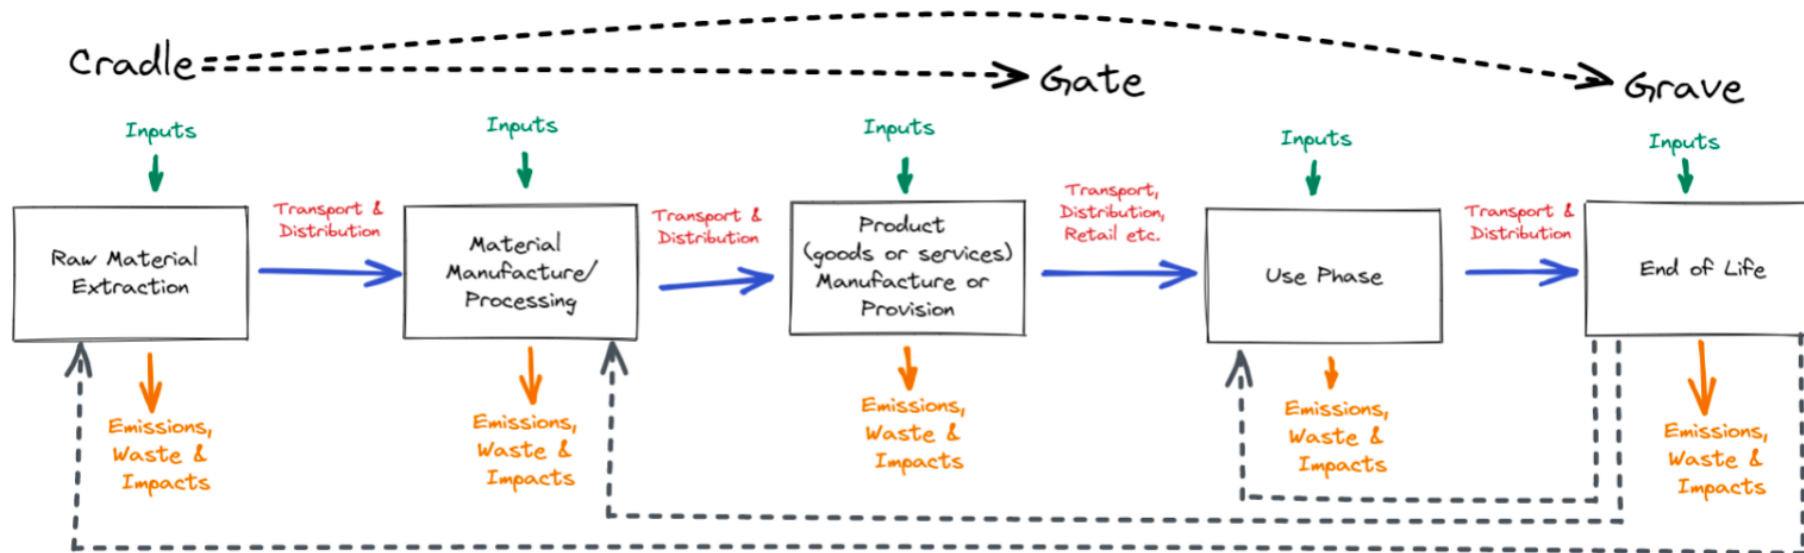 Cradle
Gate
Grave
Inputs
Inputs
Inputs
Inputs
Inputs
Raw Material
Extraction
Transport &
Distribution
Material
Manufacture/
Processing
Transport &
Distribution
Product
(goods or services)
Manufacture or
Provision
Transport,
Distribution,
Retail etc.
Use Phase
Transport &
Distribution
End of Life
Emissions,
Waste &
Impacts
Emissions,
Waste &
Impacts
Emissions,
Waste &
Impacts
Emissions,
Waste &
Impacts
Emissions,
Waste &
Impacts